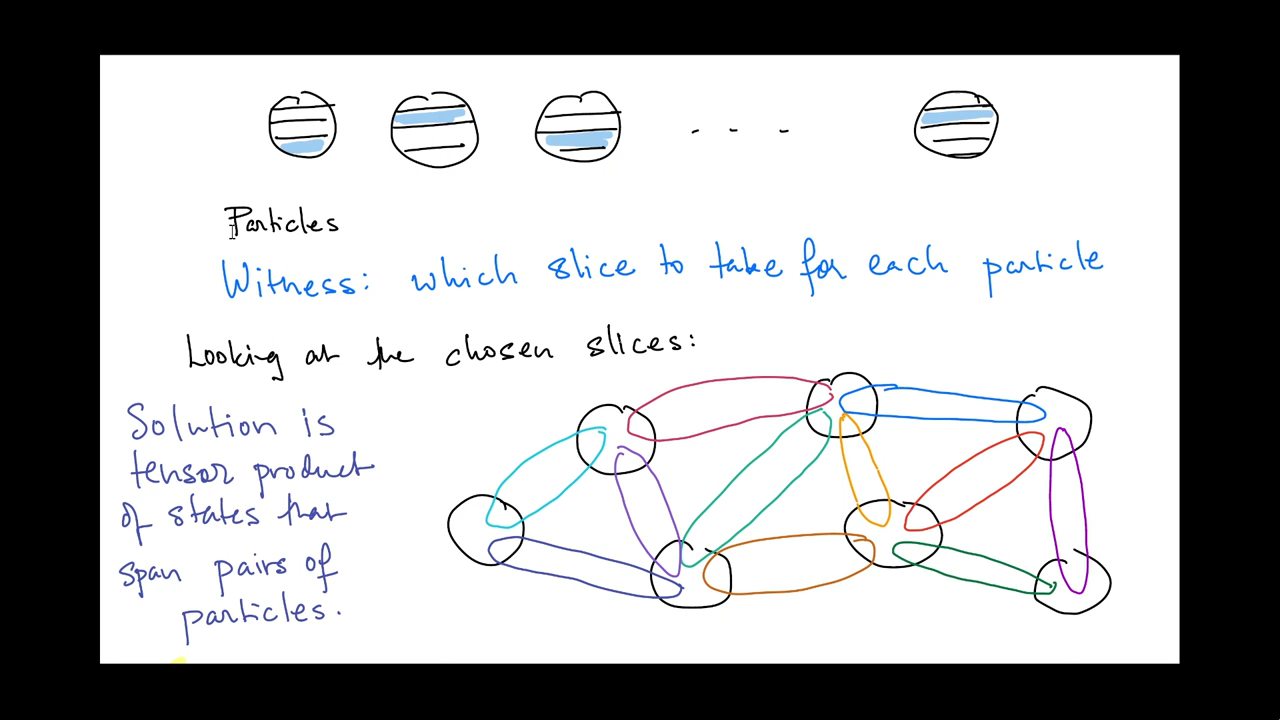 Particles
Witness: which slice to take for each particle
Looking at the chosen slices:
Solution is
tensor product
of states that
span pairs of
particles.